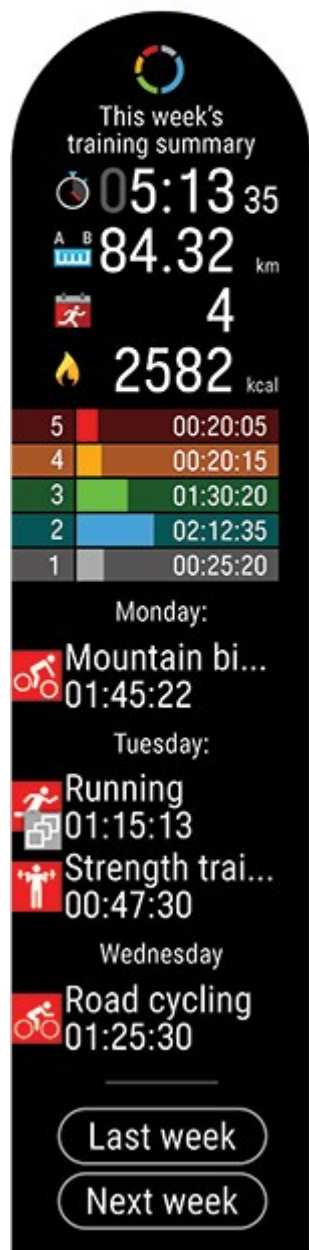 This week's
training summary
05:13 35
A B
84.32 km
4
2582 kcal
5 00:20:05
4 00:20:15
3 01:30:20
2 02:12:35
1 00:25:20
Monday:
Mountain bi...
01:45:22
Tuesday:
Running
01:15:13
Strength trai...
00:47:30
Wednesday
Road cycling
01:25:30
Last week
Next week